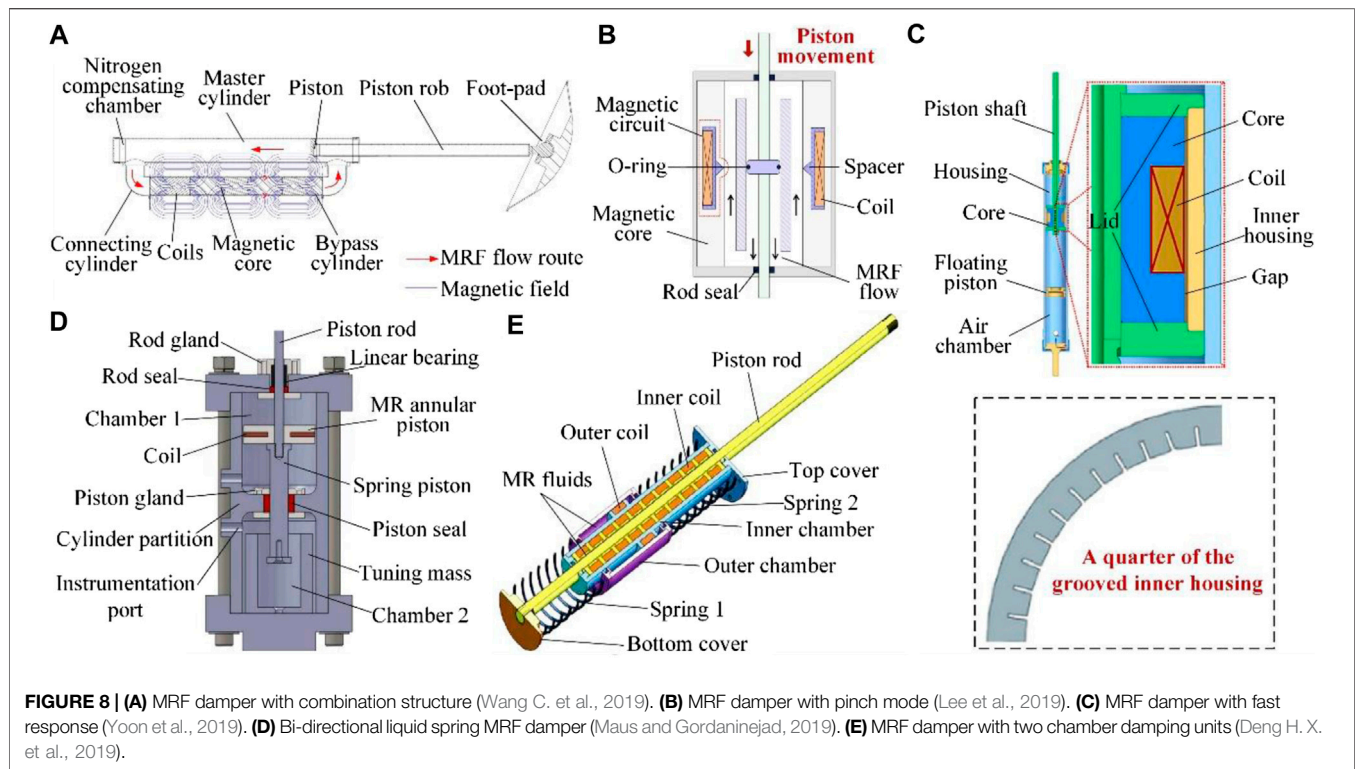 A
Nitrogen
compensating
chamber
Master
cylinder
Piston
Piston rob
Foot-pad
Connecting
cylinder
Coils
Magnetic
core
Bypass
cylinder
MRF flow route
Magnetic field
B
Piston
movement
Magnetic
circuit
O-ring
Magnetic
core
Spacer
Coil
Rod seal
MRF
flow
C
Piston shaft
Housing
Core
Floating
piston
Air
chamber
Lid
Core
Coil
Inner
housing
Gap
A quarter of the
grooved inner housing
D
Piston rod
Rod gland
Linear bearing
Rod seal
Chamber 1
MR annular
piston
Coil
Spring piston
Piston gland
Piston seal
Cylinder partition
Tuning mass
Instrumentation
port
Chamber 2
E
Piston rod
Inner coil
Outer coil
MR fluids
Top cover
Spring 2
Inner chamber
Outer chamber
Spring 1
Bottom cover
FIGURE 8 | (A) MRF damper with combination structure (Wang C. et al., 2019). (B) MRF damper with pinch mode (Lee et al., 2019). (C) MRF damper with fast
response (Yoon et al., 2019). (D) Bi-directional liquid spring MRF damper (Maus and Gordaninejad, 2019). (E) MRF damper with two chamber damping units (Deng H. X.
et al., 2019).